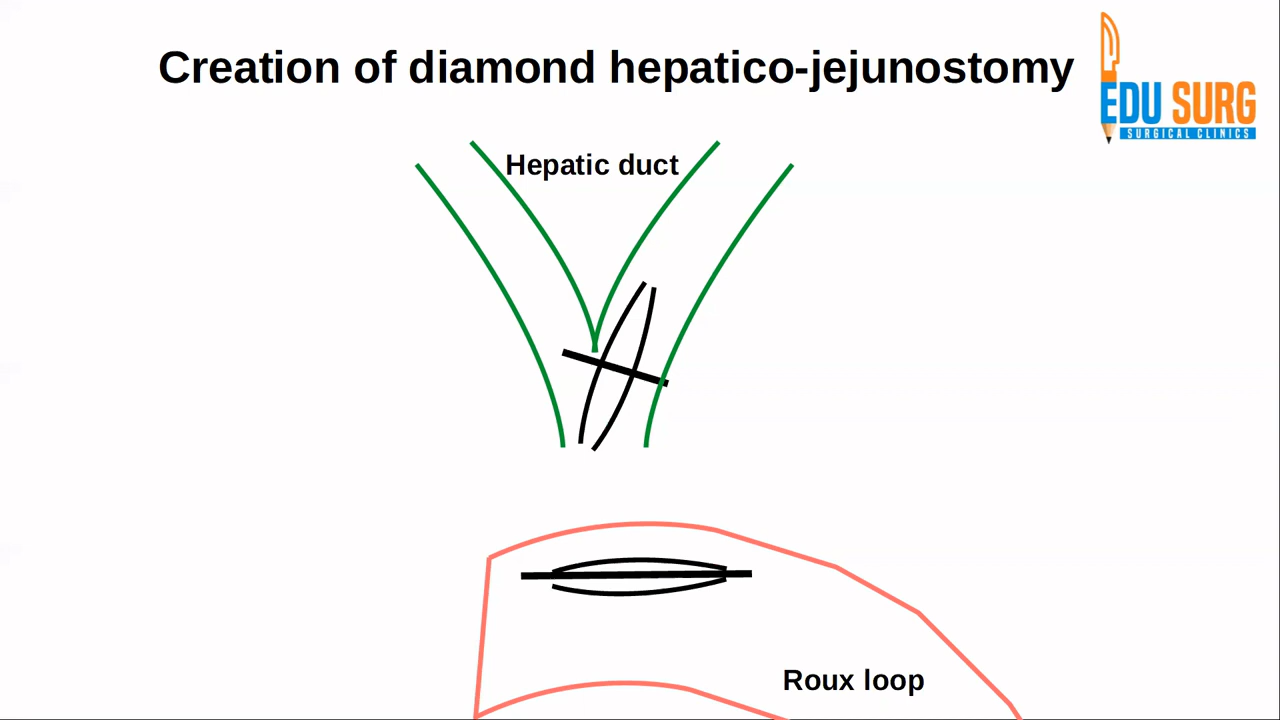 Creation of diamond hepatico-jejunostomy
EDU SURG
SURGICAL CLINICS
Hepatic duct
Roux loop